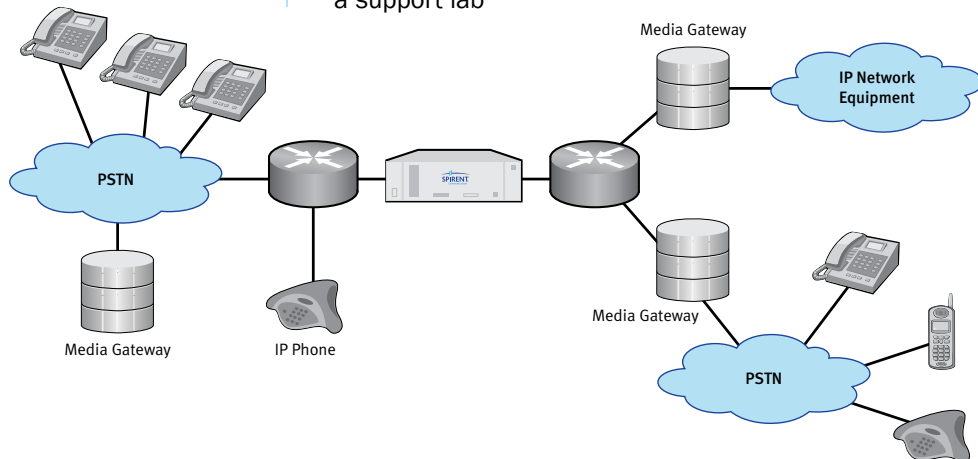 a support lab
Media Gateway
IP Network
Equipment
PSTN
SPIRENT
Media Gateway
Media Gateway
IP Phone
PSTN